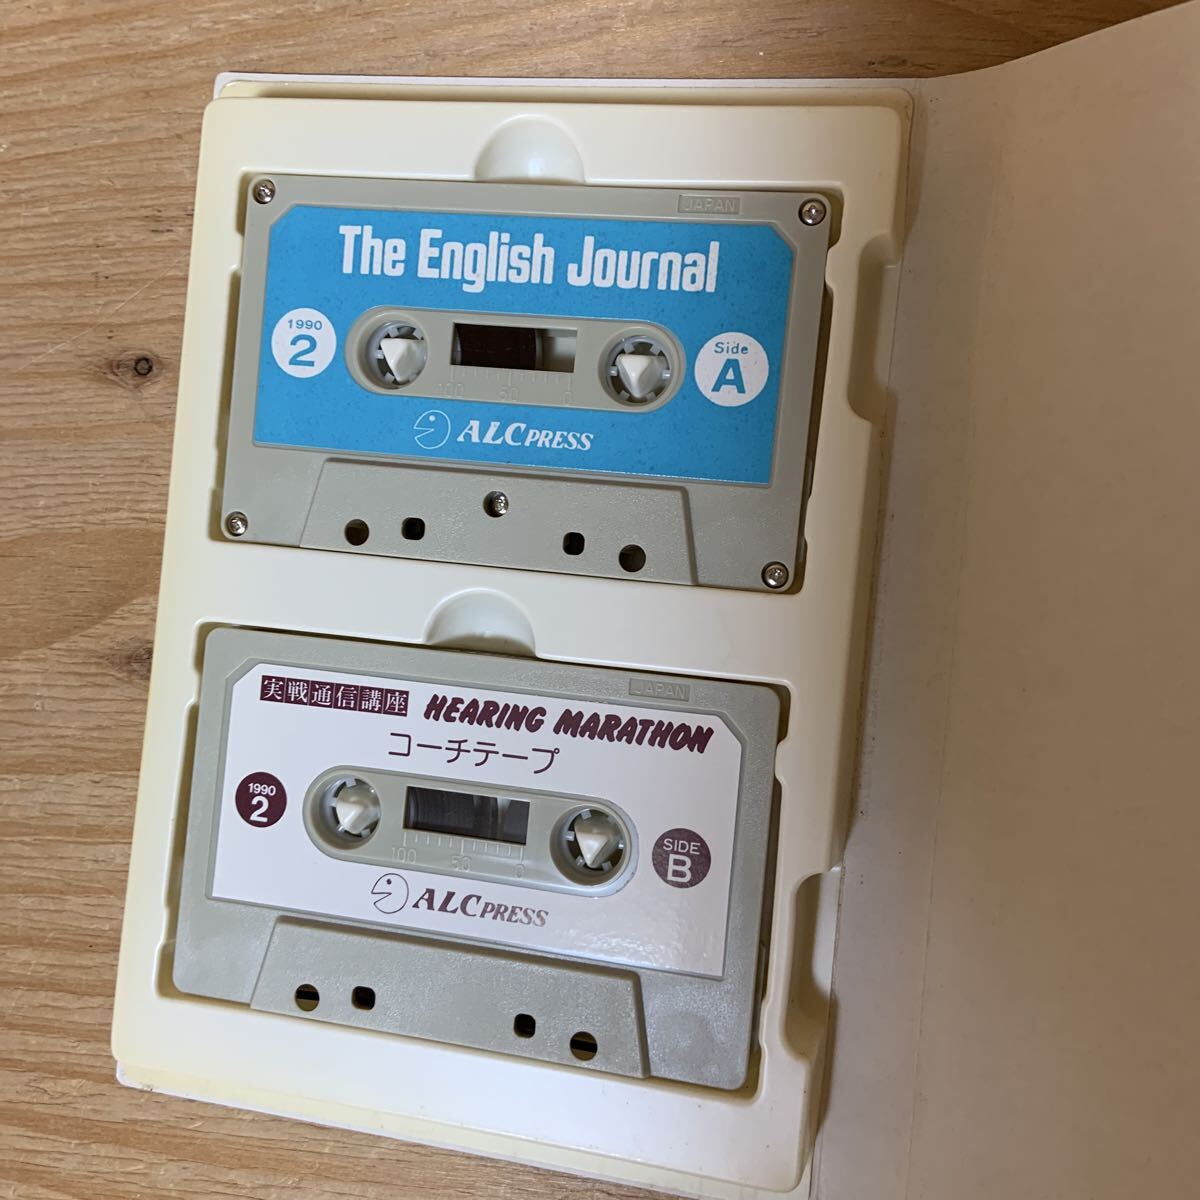 JAPAN
The English Journal
1990
2
Side
A
100 50 0
ALC PRESS
JAPAN
実戦通信講座 HEARING MARATHON
コーチテープ
1990
2
SIDE
B
100 50 0
ALC PRESS